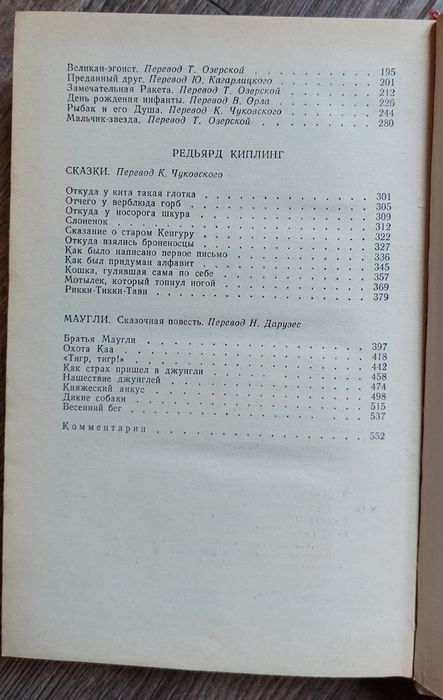 Великан-эгоист. Перевод Т. Озерской . . . . . . . . . 195
Преданный друг. Перевод Ю. Кагарлицкого . . . . . . . 201
Замечательная Ракета. Перевод Т. Озерской . . . . . . 212
День рождения инфанты. Перевод В. Орла . . . . . . . . 226
Рыбак и его Душа. Перевод К. Чуковского . . . . . . . 244
Мальчик-звезда. Перевод Т. Озерской . . . . . . . . . 280
РЕДЬЯРД КИПЛИНГ
СКАЗКИ. Перевод К. Чуковского
Откуда у кита такая глотка . . . . . . . . . . 301
Отчего у верблюда горб . . . . . . . . . . 305
Откуда у носорога шкура . . . . . . . . . . 309
Слоненок . . . . . . . . . . 312
Сказание о старом Кенгуру . . . . . . . . . . 322
Откуда взялись броненосцы . . . . . . . . . . 327
Как было написано первое письмо . . . . . . . . . . 336
Как был придуман алфавит . . . . . . . . . . 345
Кошка, гулявшая сама по себе . . . . . . . . . . 357
Мотылек, который топнул ногой . . . . . . . . . . 369
Рикки-Тикки-Тави . . . . . . . . . . 379
МАУГЛИ. Сказочная повесть. Перевод Н. Дарузес
Братья Маугли . . . . . . . . . . 397
Охота Каа . . . . . . . . . . 418
«Тигр, тигр!» . . . . . . . . . . 442
Как страх пришел в джунгли . . . . . . . . . . 458
Нашествие джунглей . . . . . . . . . . 474
Княжеский анкус . . . . . . . . . . 498
Дикие собаки . . . . . . . . . . 515
Весенний бег . . . . . . . . . . 537
Комментарии . . . . . . . . . . 552